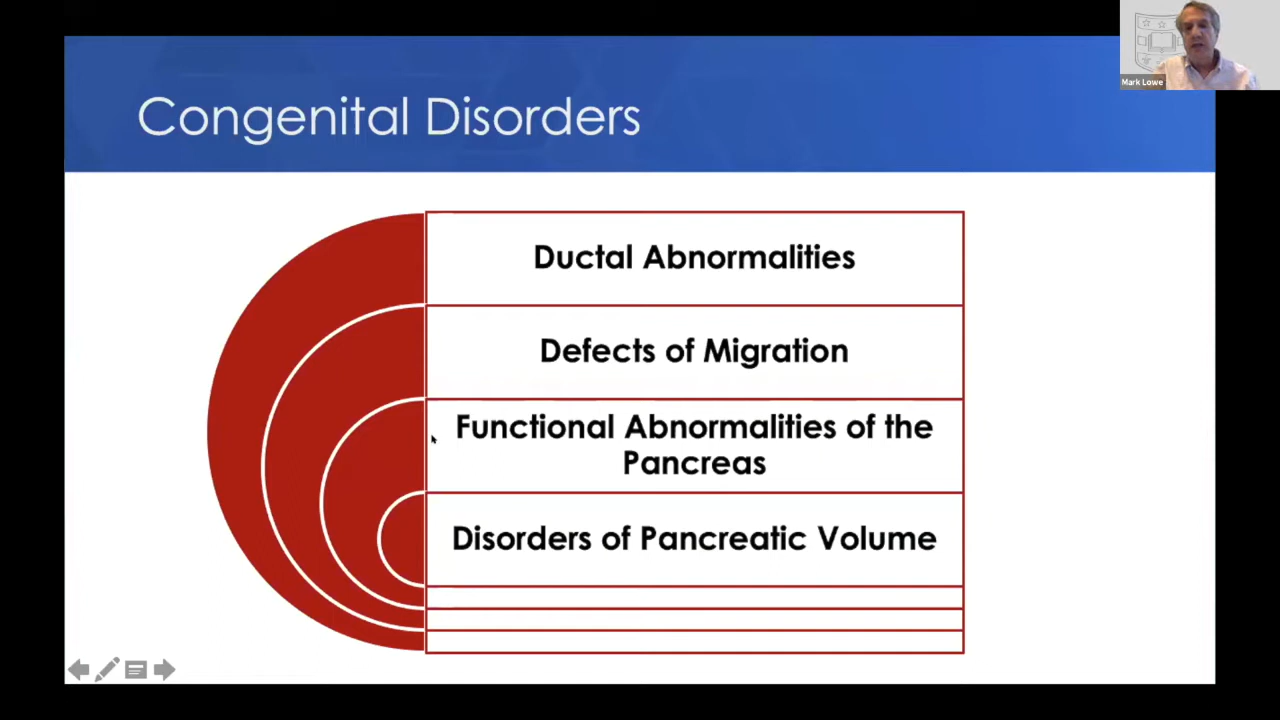 Mark Lowe
Congenital Disorders
Ductal Abnormalities
Defects of Migration
Functional Abnormalities of the
Pancreas
Disorders of Pancreatic Volume